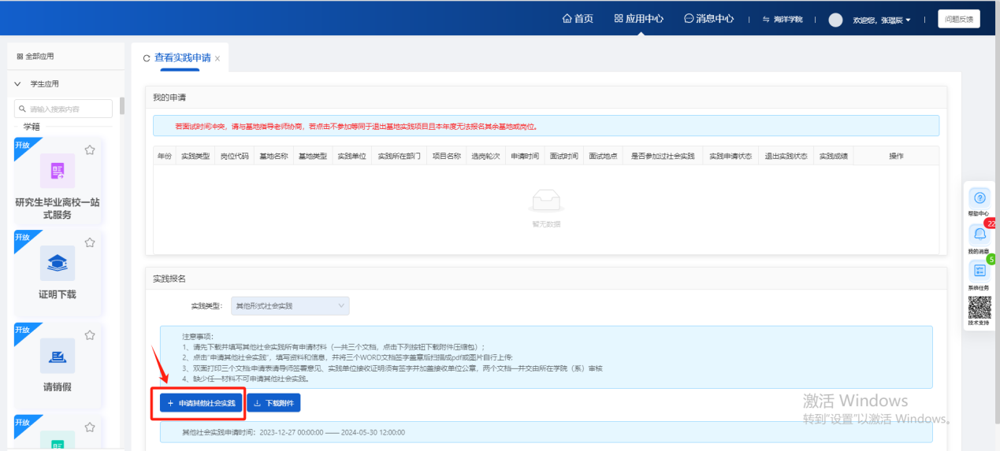 首页
应用中心
消息中心
海洋学院
欢迎您，张璟辰
问题反馈
全部应用
学生应用
请输入搜索内容
学籍
开放
研究生毕业离校一站
式服务
开放
证明下载
开放
请销假
开放
查看实践申请
我的申请
若面试时间冲突，请与基地指导老师协商，若点击不参加等同于退出基地实践项目且本年度无法报名其余基地或岗位。
年份 实践类型 岗位代码 基地名称 基地类型 实践单位 实践所在部门 项目名称 选岗轮次 申请时间 面试时间 面试地点 是否参加过社会实践 实践申请状态 退出实践状态 实践成绩 操作
暂无数据
实践报名
实践类型: 其他形式社会实践
注意事项:
1、请先下载并填写其他社会实践所有申请材料（一共三个文档，点击下列按钮下载附件压缩包）;
2、点击“申请其他社会实践”，填写资料和信息，并将三个WORD文档签字盖章后扫描成pdf或图片自行上传;
3、双面打印三个文档:申请表请导师签署意见、实践单位接收证明须有签字并加盖接收单位公章，两个文档一并交由所在学院（系）审核
4、缺少任一材料不可申请其他社会实践。
+ 申请其他社会实践
下载附件
其他社会实践申请时间：2023-12-27 00:00:00 —— 2024-05-30 12:00:00
帮助中心
22
我的消息
5
系统任务
技术支持
激活 Windows
转到"设置"以激活 Windows。